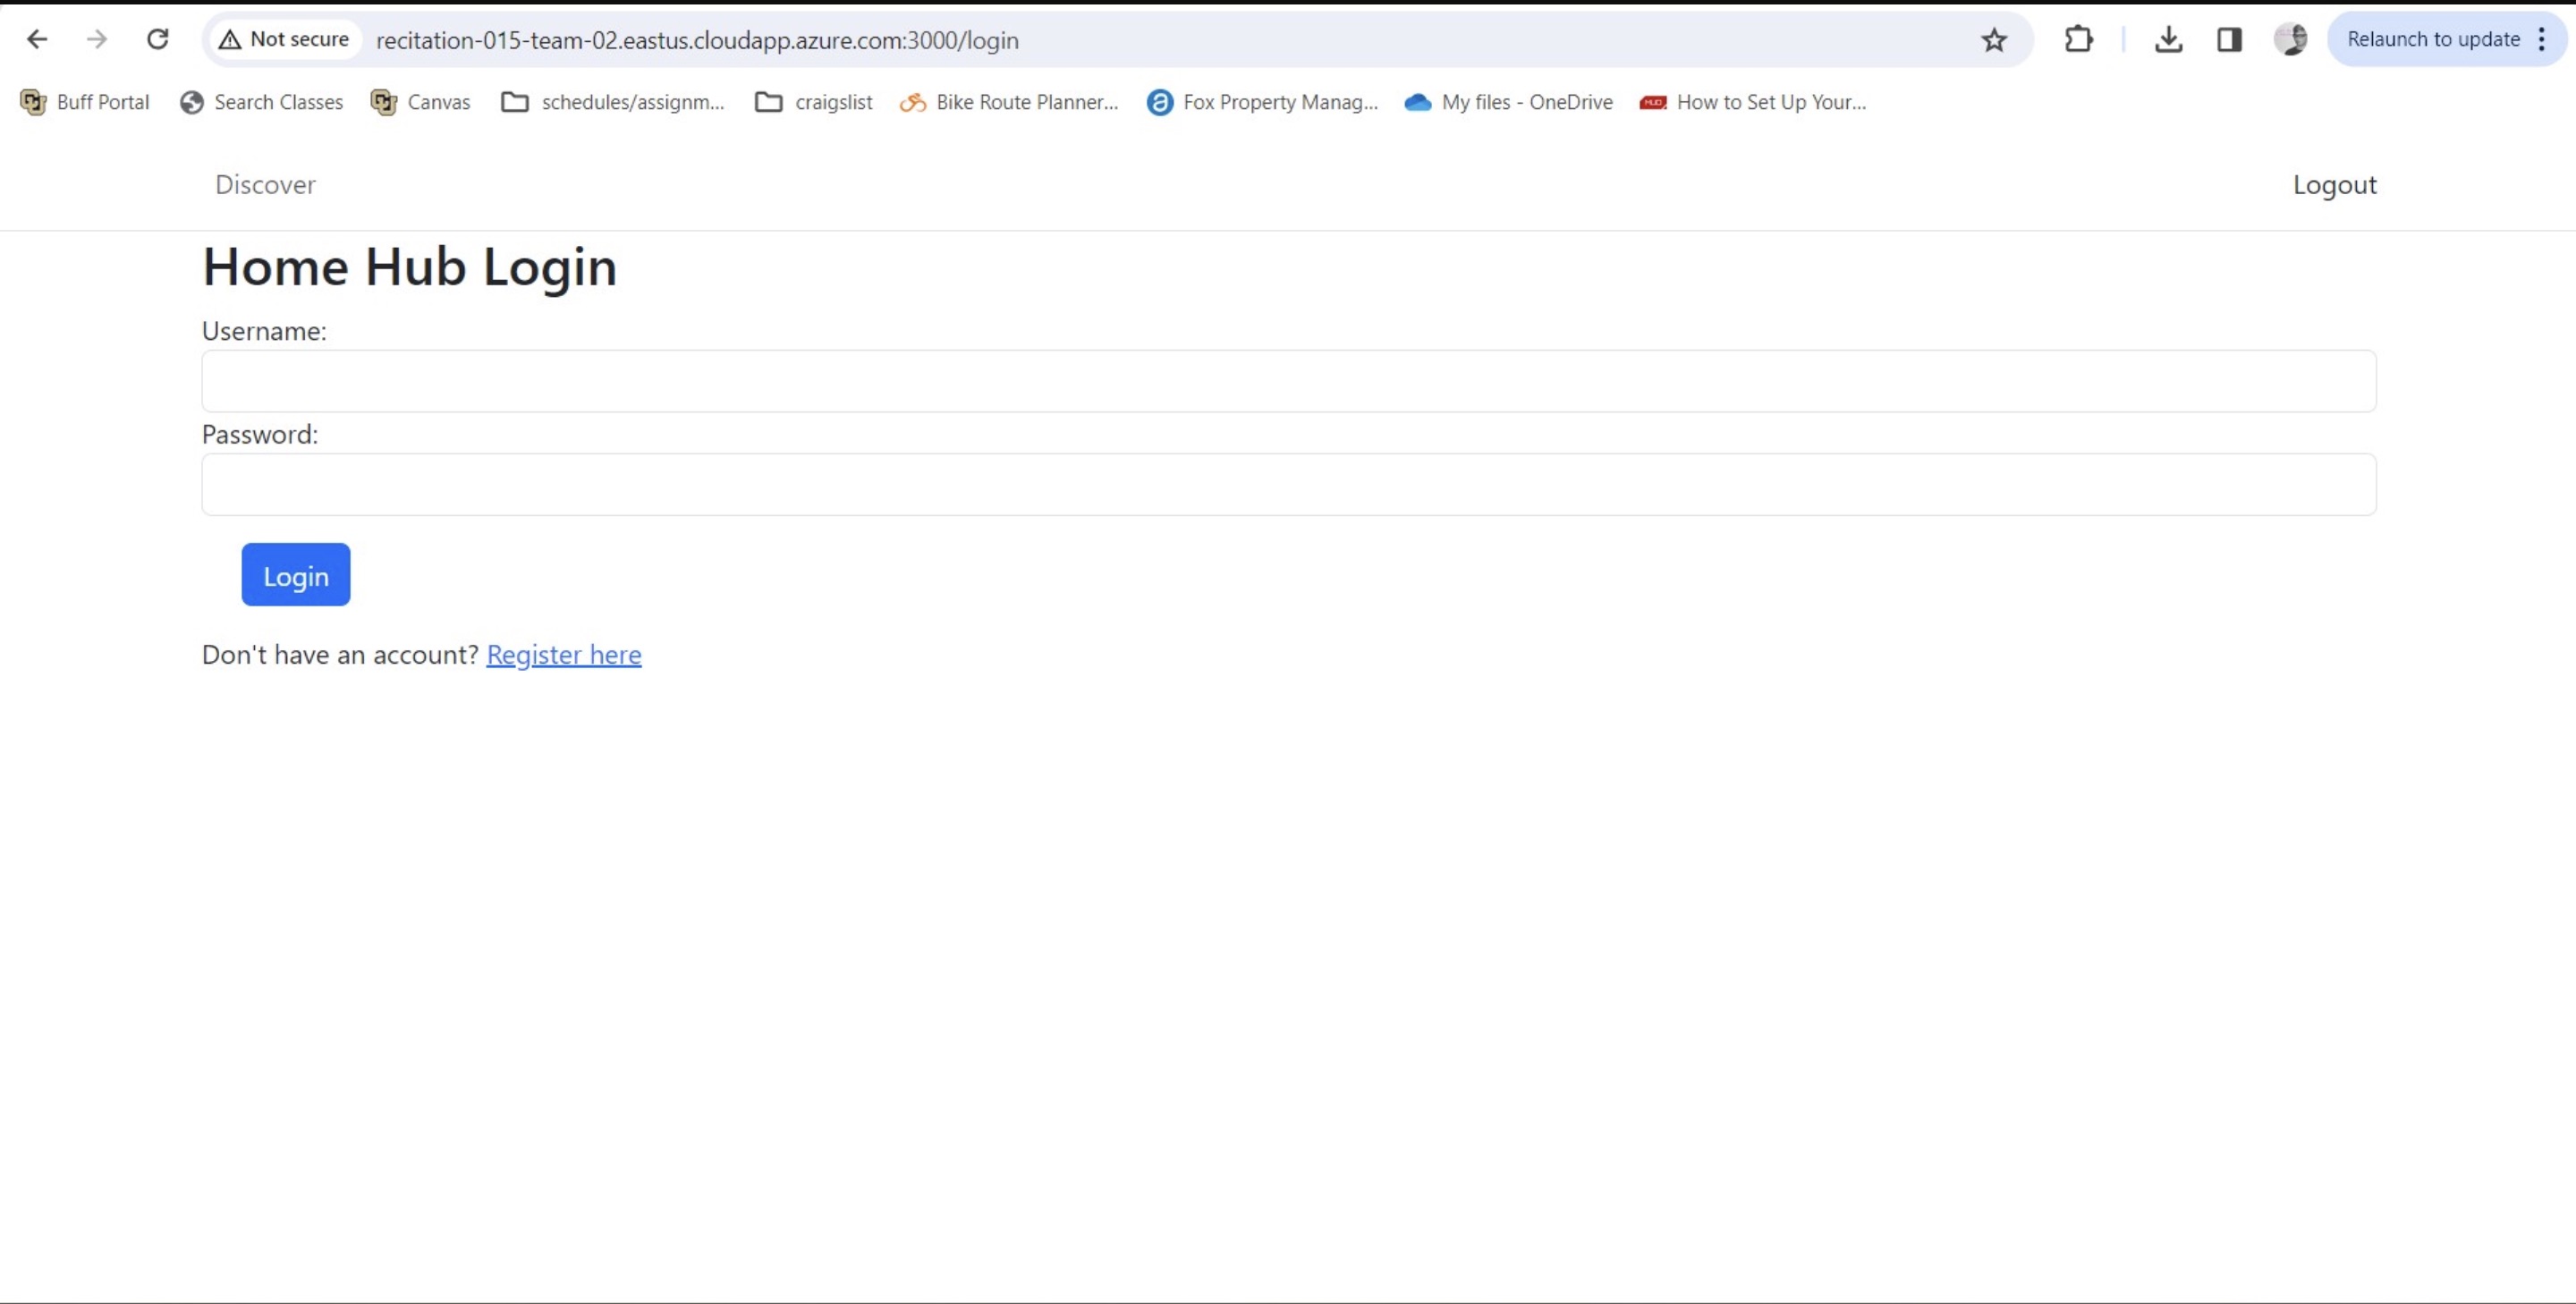 Not secure recitation-015-team-02.eastus.cloudapp.azure.com:3000/login Relaunch to update
Buff Portal Search Classes Canvas schedules/assignm... craigslist Bike Route Planner... Fox Property Manag... My files - OneDrive HUD How to Set Up Your...
Discover Logout
Home Hub Login
Username:
Password:
Login
Don't have an account? Register here